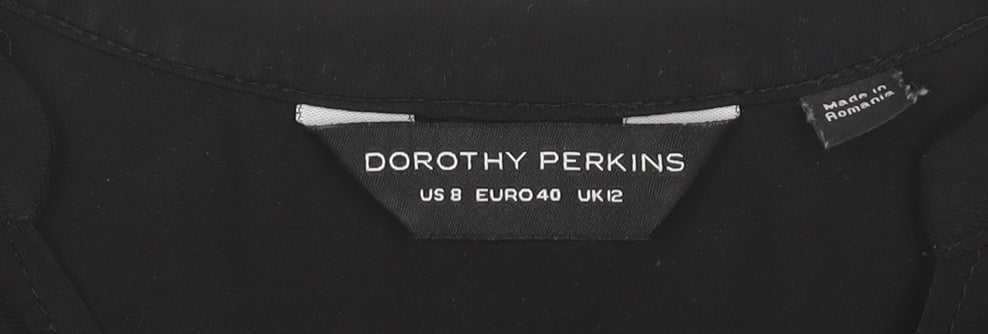 DOROTHY PERKINS
US 8 EURO 40 UK 12
Made in
Romania